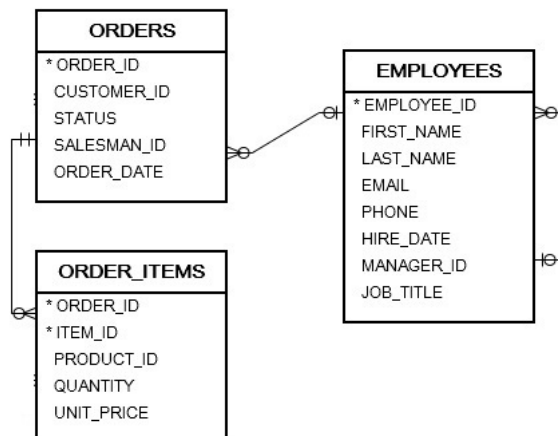 ORDERS
* ORDER_ID
CUSTOMER_ID
STATUS
SALESMAN_ID
ORDER_DATE
EMPLOYEES
* EMPLOYEE_ID
FIRST_NAME
LAST_NAME
EMAIL
PHONE
HIRE_DATE
MANAGER_ID
JOB_TITLE
ORDER_ITEMS
* ORDER_ID
* ITEM_ID
PRODUCT_ID
QUANTITY
UNIT_PRICE